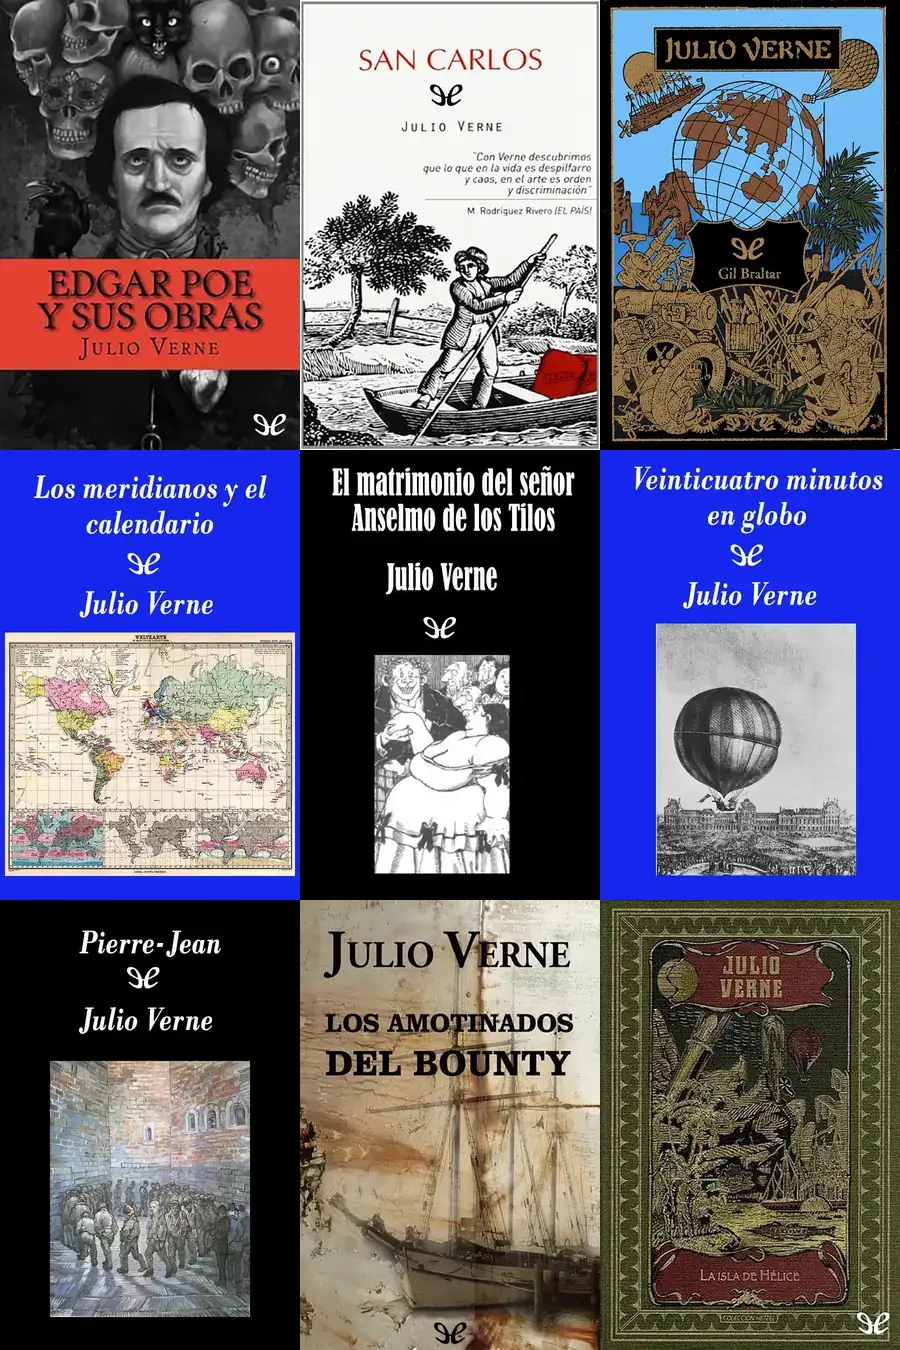 EDGAR POE
Y SUS OBRAS
JULIO VERNE
SAN CARLOS
JULIO VERNE
"Con Verne descubrimos
que lo que en la vida es despilfarro
y caos, en el arte es orden
y discriminación"
M. Rodríguez Rivero (EL PAÍS)
JULIO VERNE
Gil Braltar
Los meridianos y el
calendario
Julio Verne
WELTKARTE
El matrimonio del señor
Anselmo de los Tilos
Julio Verne
Veinticuatro minutos
en globo
Julio Verne
Pierre-Jean
Julio Verne
JULIO VERNE
LOS AMOTINADOS
DEL BOUNTY
JULIO
VERNE
LA ISLA DE HÉLICE
COLECCIÓN HETZEL